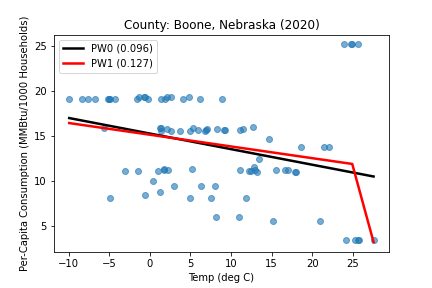 County: Boone, Nebraska (2020)
Per-Capita Consumption (MMBtu/1000 Households)
25
20
15
10
5
PW0 (0.096)
PW1 (0.127)
−10 −5 0 5 10 15 20 25
Temp (deg C)